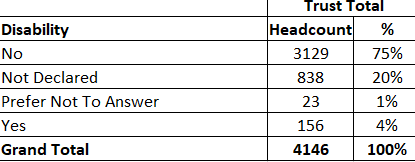 Trust Total
Disability Headcount %
No 3129 75%
Not Declared 838 20%
Prefer Not To Answer 23 1%
Yes 156 4%
Grand Total 4146 100%